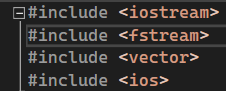 #include <iostream>
#include <fstream>
#include <vector>
#include <ios>